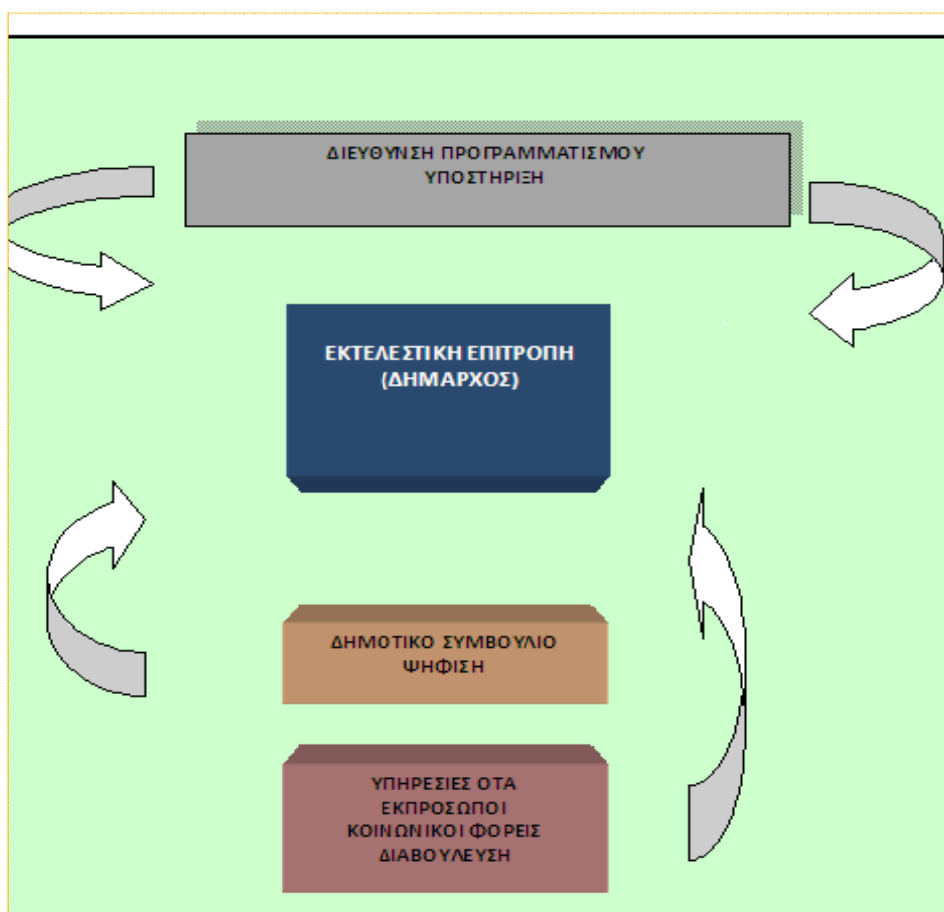 ΔΙΕΥΘΥΝΣΗ ΠΡΟΓΡΑΜΜΑΤΙΣΜΟΥ
ΥΠΟΣΤΗΡΙΞΗ
ΕΚΤΕΛΕΣΤΙΚΗ ΕΠΙΤΡΟΠΗ
(ΔΗΜΑΡΧΟΣ)
ΔΗΜΟΤΙΚΟ ΣΥΜΒΟΥΛΙΟ
ΨΗΦΙΣΗ
ΥΠΗΡΕΣΙΕΣ ΟΤΑ
ΕΚΠΡΟΣΩΠΟΙ
ΚΟΙΝΩΝΙΚΟΙ ΦΟΡΕΙΣ
ΔΙΑΒΟΥΛΕΥΣΗ